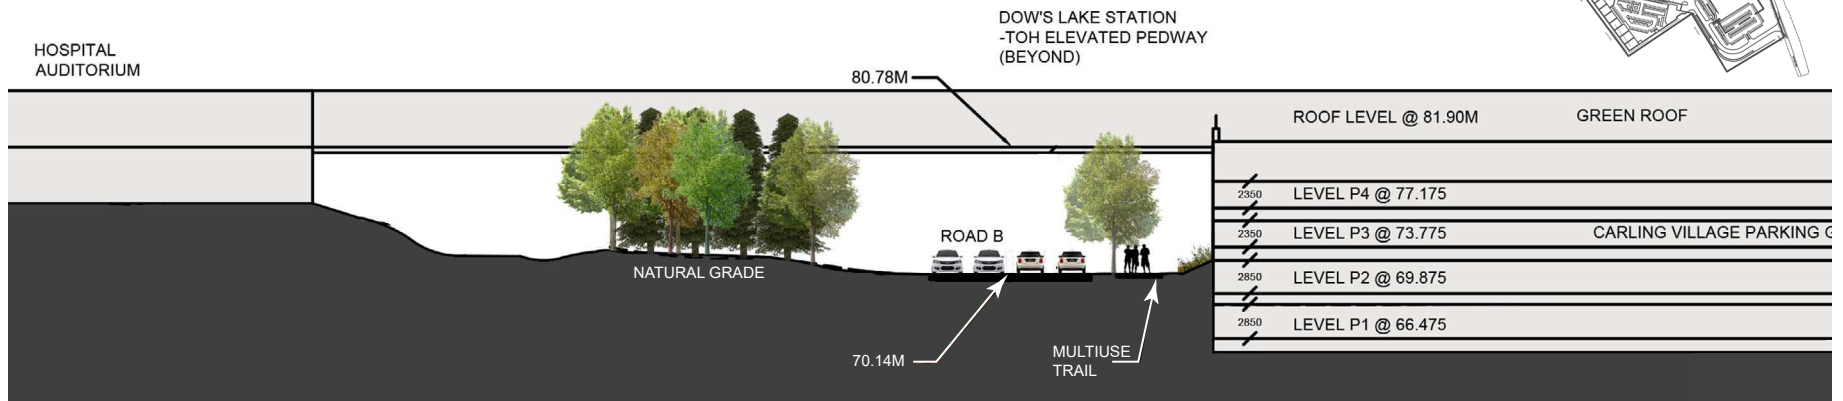 DOW'S LAKE STATION
-TOH ELEVATED PEDWAY
(BEYOND)
HOSPITAL
AUDITORIUM
80.78M
ROOF LEVEL @ 81.90M
GREEN ROOF
2350
LEVEL P4 @ 77.175
2350
LEVEL P3 @ 73.775
CARLING VILLAGE PARKING G
ROAD B
NATURAL GRADE
2850
LEVEL P2 @ 69.875
2850
LEVEL P1 @ 66.475
70.14M
MULTIUSE
TRAIL